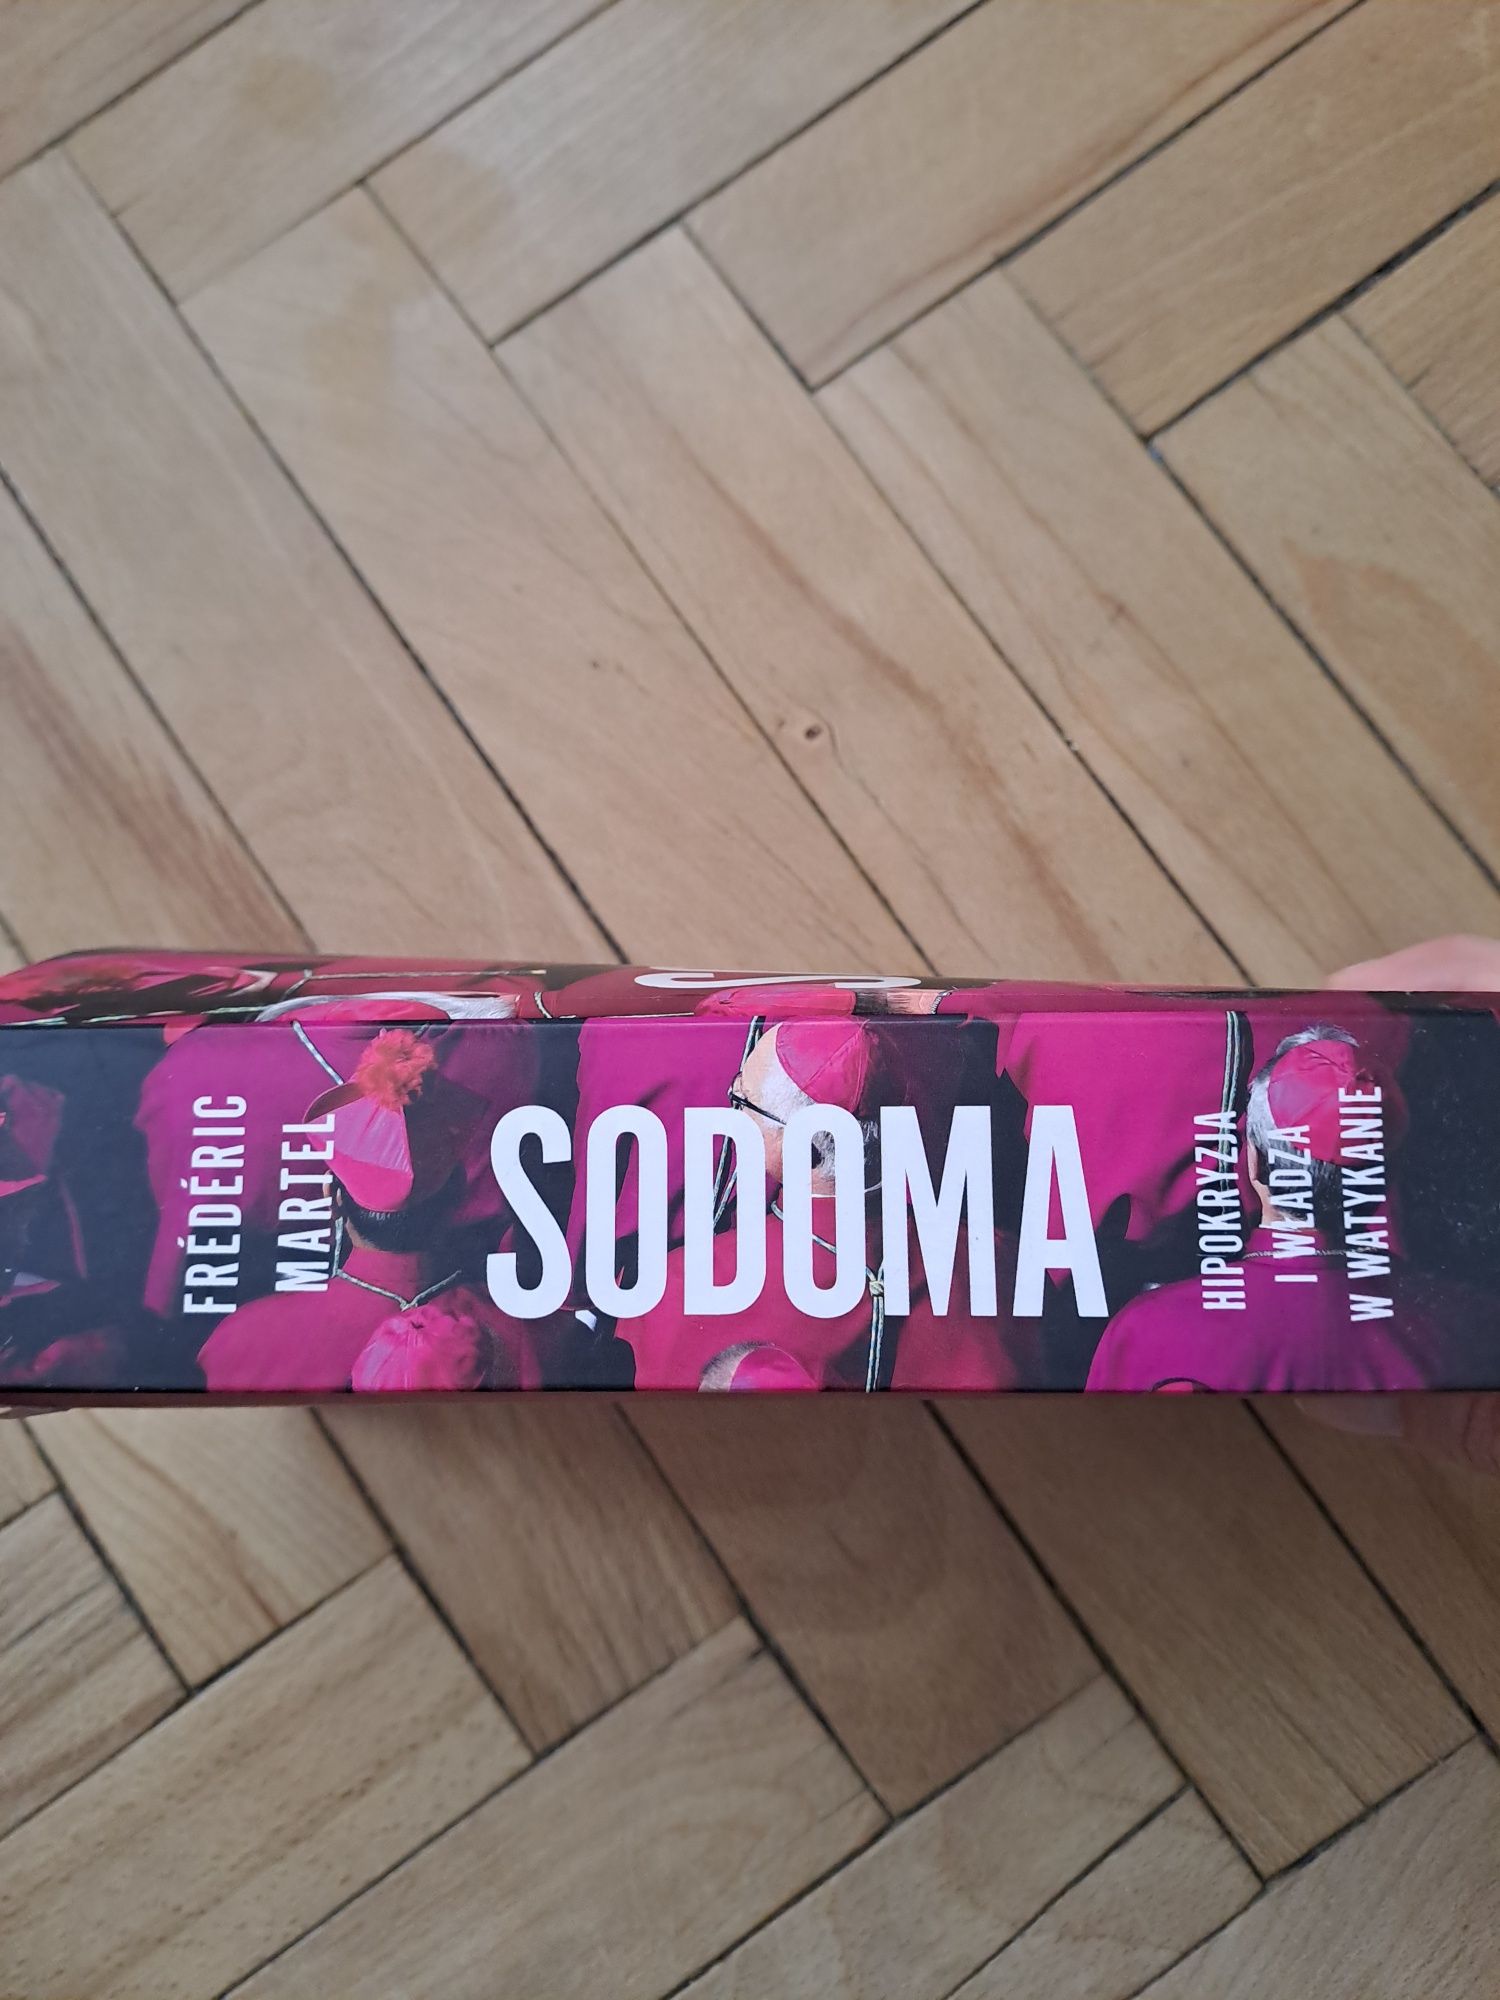 FRÉDÉRIC
MARTEL
SODOMA
HIPOKRYZJA
I WŁADZA
W WATYKANIE